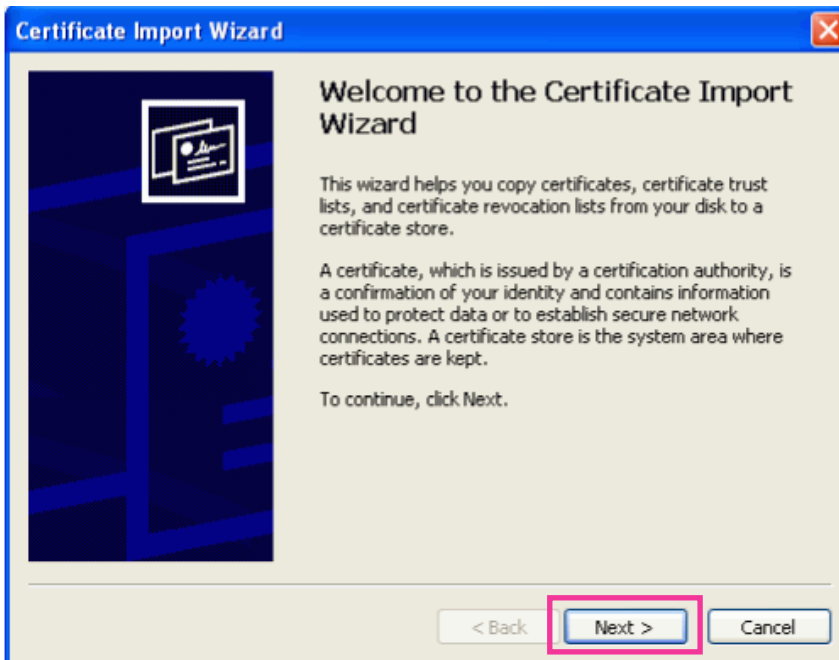 Certificate Import Wizard
Welcome to the Certificate Import
Wizard
This wizard helps you copy certificates, certificate trust
lists, and certificate revocation lists from your disk to a
certificate store.
A certificate, which is issued by a certification authority, is
a confirmation of your identity and contains information
used to protect data or to establish secure network
connections. A certificate store is the system area where
certificates are kept.
To continue, click Next.
< Back Next > Cancel